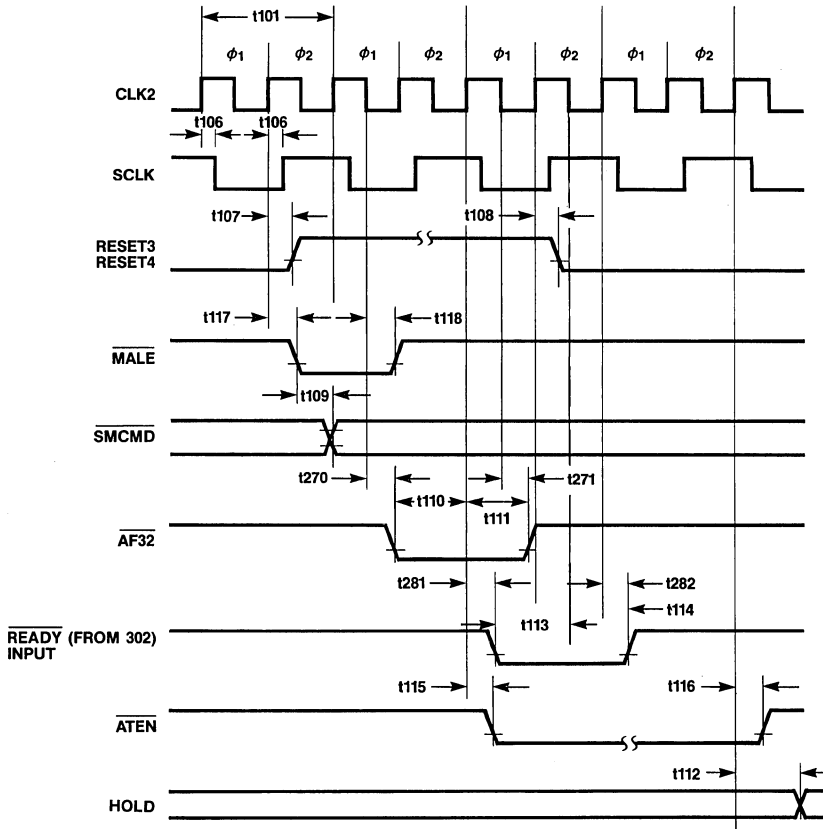 t101
ϕ1 ϕ2 ϕ1 ϕ2 ϕ1 ϕ2 ϕ1 ϕ2
CLK2
t106 t106
SCLK
t107 t108
RESET3
RESET4
t117 t118
MALE
t109
SMCMD
t270 t110 t271
t111
AF32
t281 t282
t113 t114
READY (FROM 302)
INPUT
t115 t116
ATEN
t112
HOLD